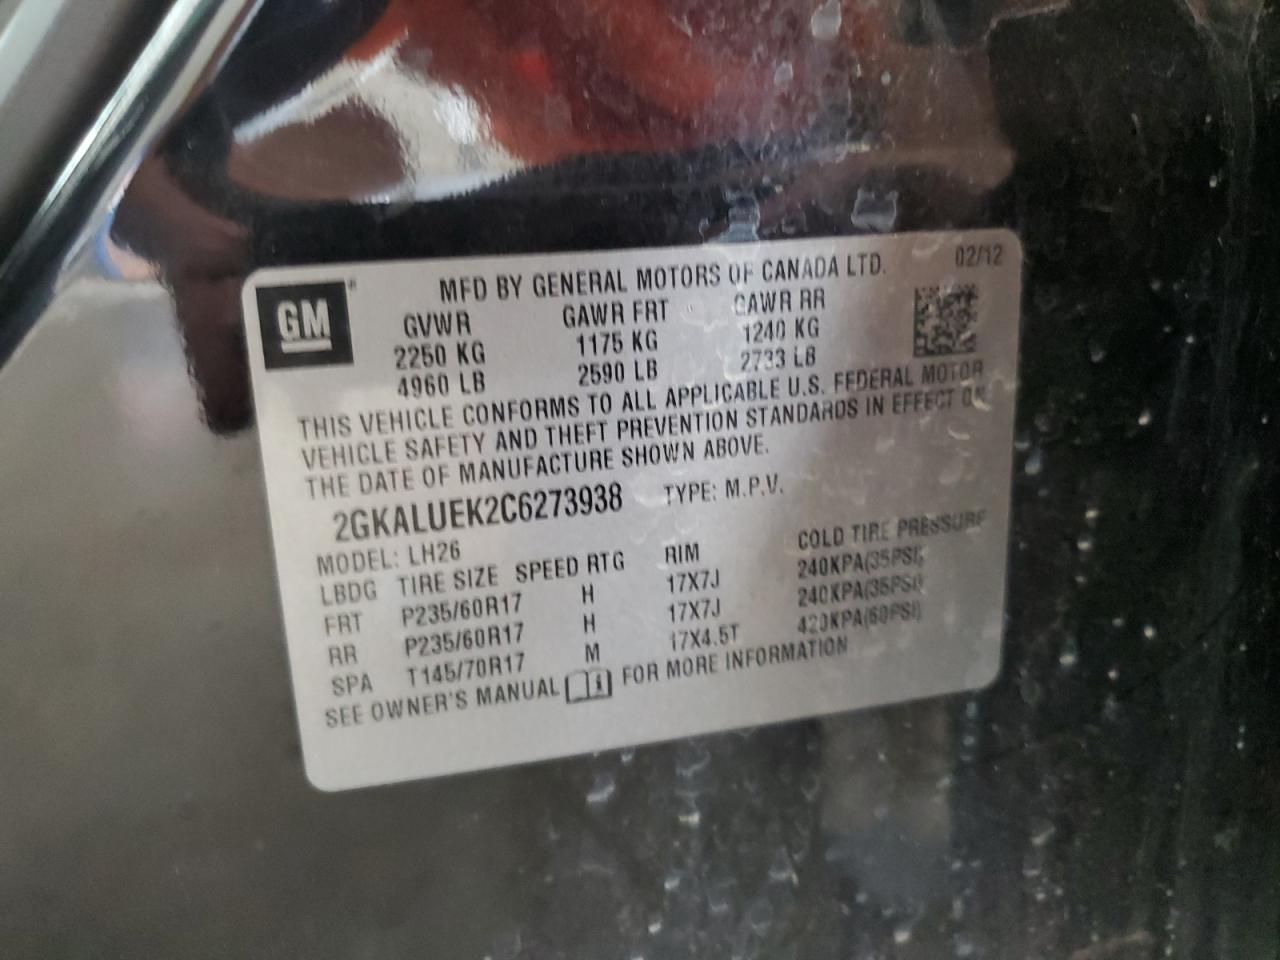 GM
MFD BY GENERAL MOTORS OF CANADA LTD. 02/12
GVWR GAWR FRT GAWR RR
2250 KG 1175 KG 1240 KG
4960 LB 2590 LB 2733 LB
THIS VEHICLE CONFORMS TO ALL APPLICABLE U.S. FEDERAL MOTOR
VEHICLE SAFETY AND THEFT PREVENTION STANDARDS IN EFFECT ON
THE DATE OF MANUFACTURE SHOWN ABOVE.
2GKALUEK2C6273938 TYPE: M.P.V.
MODEL: LH26
LBDG TIRE SIZE SPEED RTG RIM COLD TIRE PRESSURE
FRT P235/60R17 H 17X7J 240KPA(35PSI)
RR P235/60R17 H 17X7J 240KPA(35PSI)
SPA T145/70R17 M 17X4.5T 420KPA(60PSI)
SEE OWNER'S MANUAL FOR MORE INFORMATION